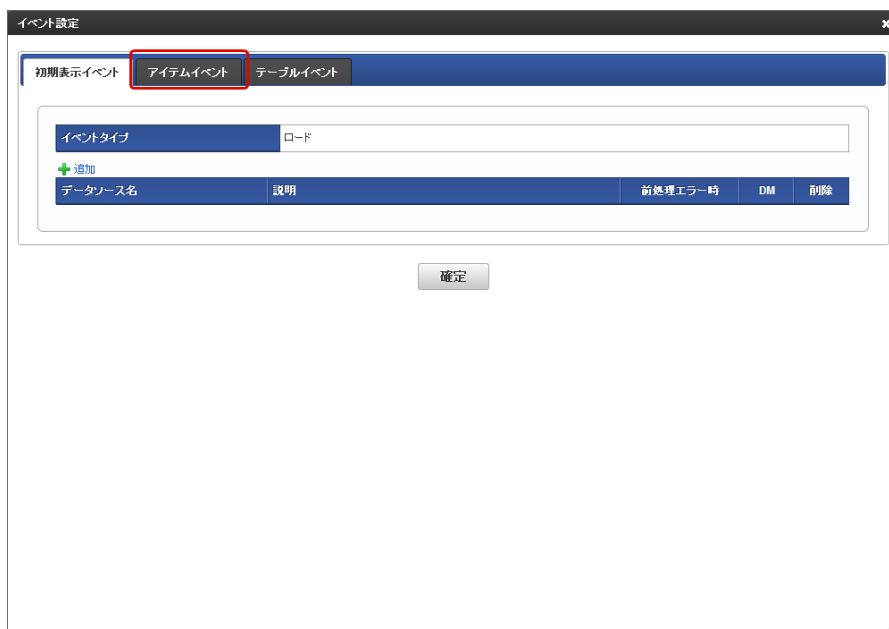 イベント設定
初期表示イベント アイテムイベント テーブルイベント
イベントタイプ ロード
追加
データソース名 説明 前処理エラー時 DM 削除
確定